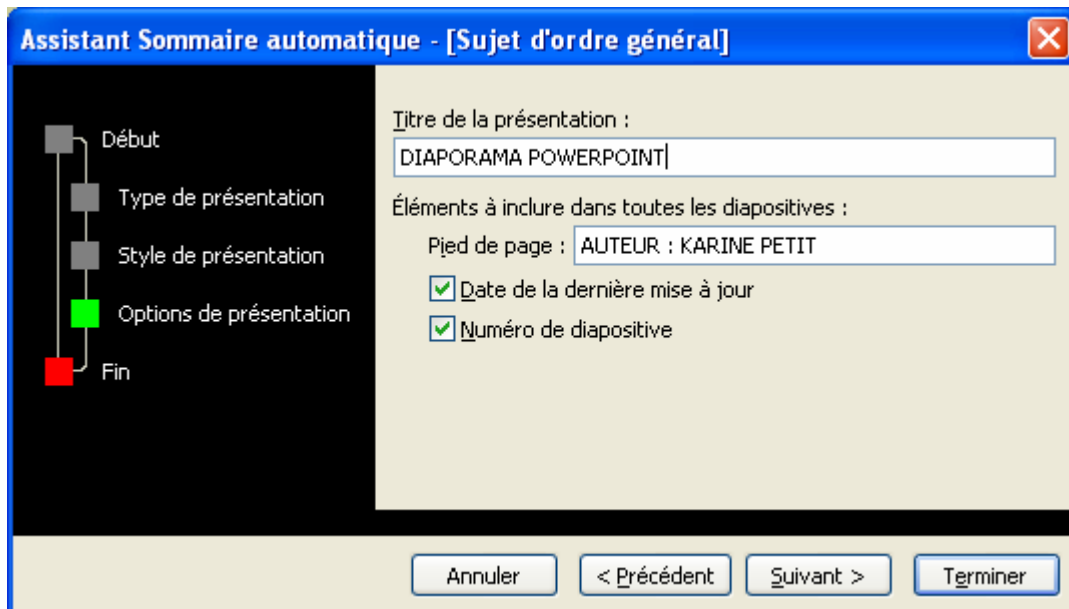 Assistant Sommaire automatique - [Sujet d'ordre général]
Début
Type de présentation
Style de présentation
Options de présentation
Fin
Titre de la présentation :
DIAPORAMA POWERPOINT
Éléments à inclure dans toutes les diapositives :
Pied de page : AUTEUR : KARINE PETIT
Date de la dernière mise à jour
Numéro de diapositive
Annuler < Précédent Suivant > Terminer